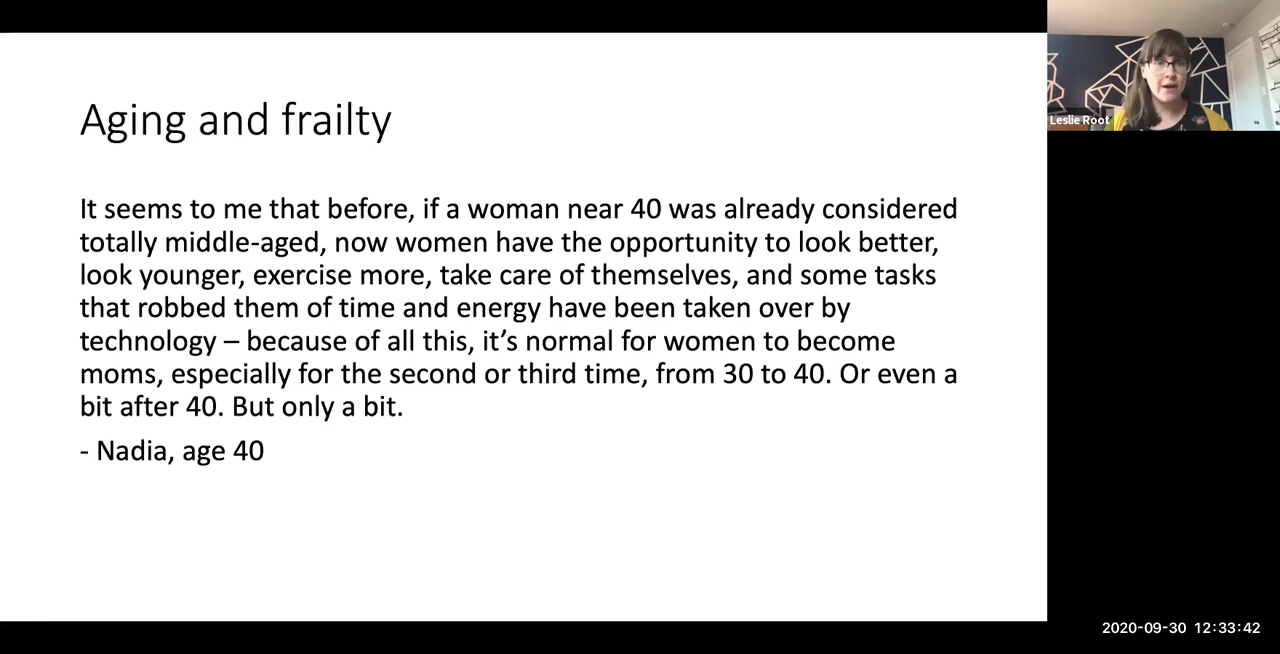 Aging and frailty
It seems to me that before, if a woman near 40 was already considered
totally middle-aged, now women have the opportunity to look better,
look younger, exercise more, take care of themselves, and some tasks
that robbed them of time and energy have been taken over by
technology – because of all this, it’s normal for women to become
moms, especially for the second or third time, from 30 to 40. Or even a
bit after 40. But only a bit.
- Nadia, age 40
Leslie Root
2020-09-30 12:33:42